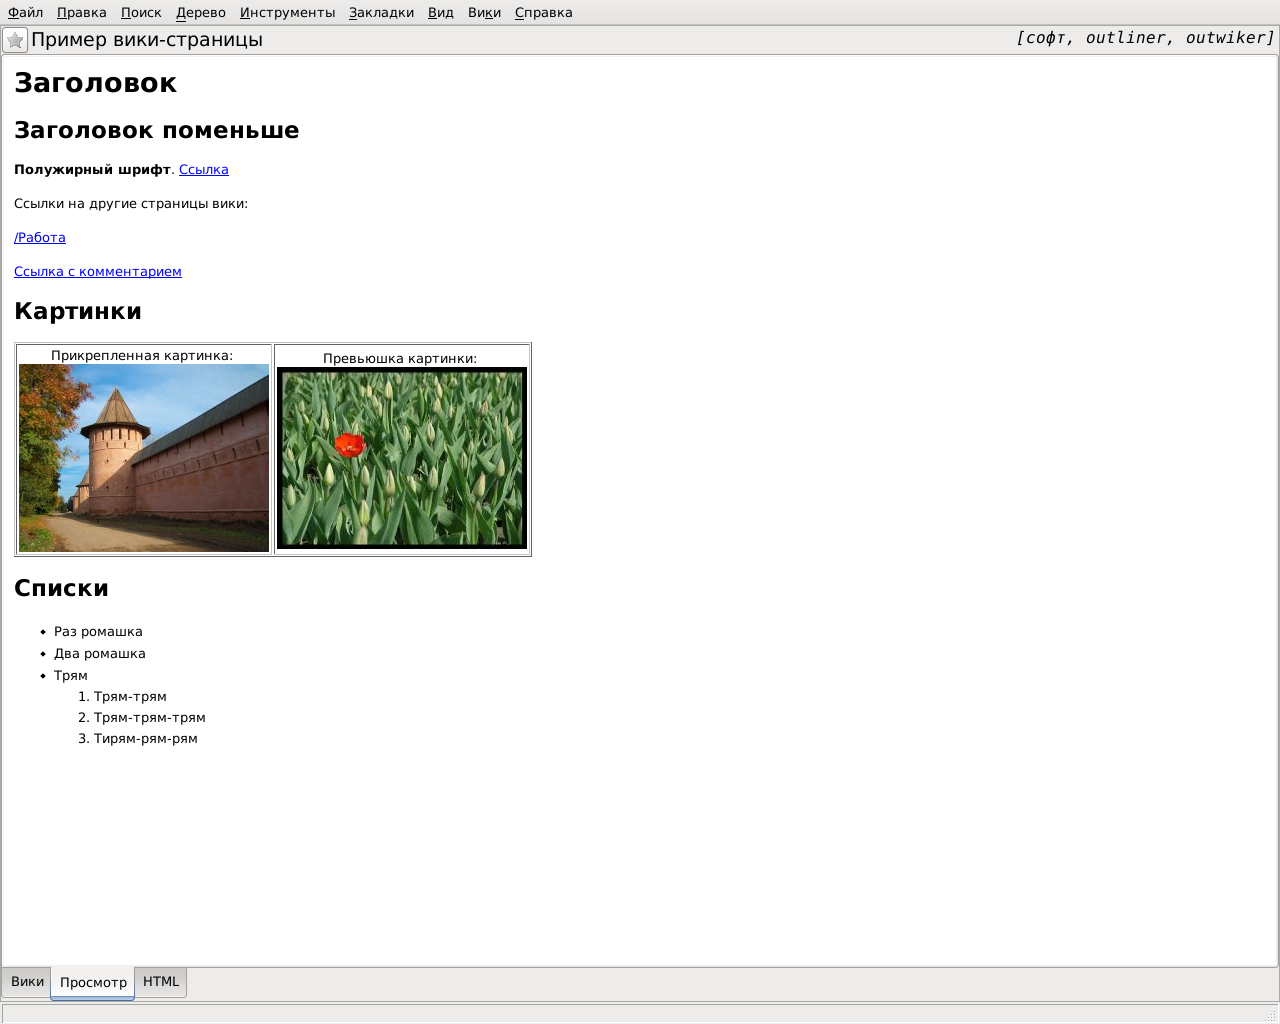 Файл Правка Поиск Дерево Инструменты Закладки Вид Вики Справка
Пример вики-страницы [софт, outliner, outwiker]
Заголовок
Заголовок поменьше
Полужирный шрифт. Ссылка
Ссылки на другие страницы вики:
/Работа
Ссылка с комментарием
Картинки
Прикрепленная картинка: Превьюшка картинки:
Списки
Раз ромашка
Два ромашка
Трям
1. Трям-трям
2. Трям-трям-трям
3. Тирям-рям-рям
Вики Просмотр HTML